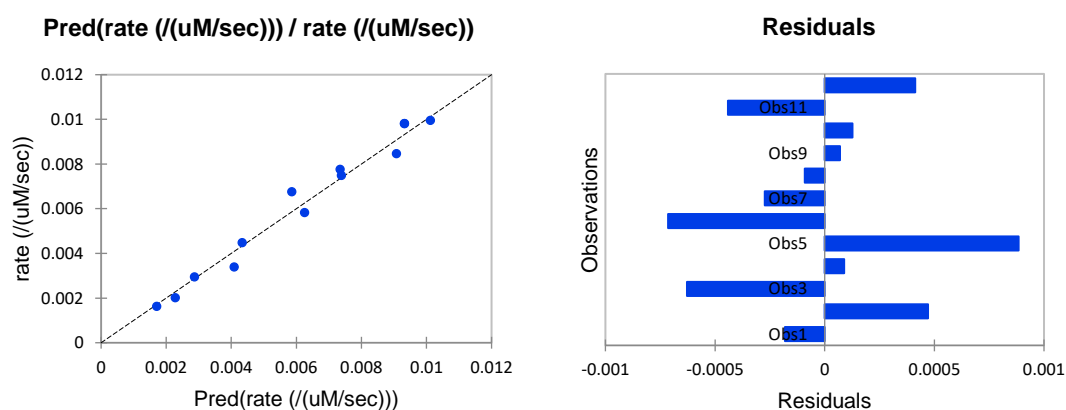 Pred(rate (/(uM/sec))) / rate (/(uM/sec))
0.012
0.01
0.008
0.006
0.004
0.002
0
rate (/(uM/sec))
0 0.002 0.004 0.006 0.008 0.01 0.012
Pred(rate (/(uM/sec)))
Residuals
Observations
Obs11
Obs9
Obs7
Obs5
Obs3
Obs1
-0.001 -0.0005 0 0.0005 0.001
Residuals